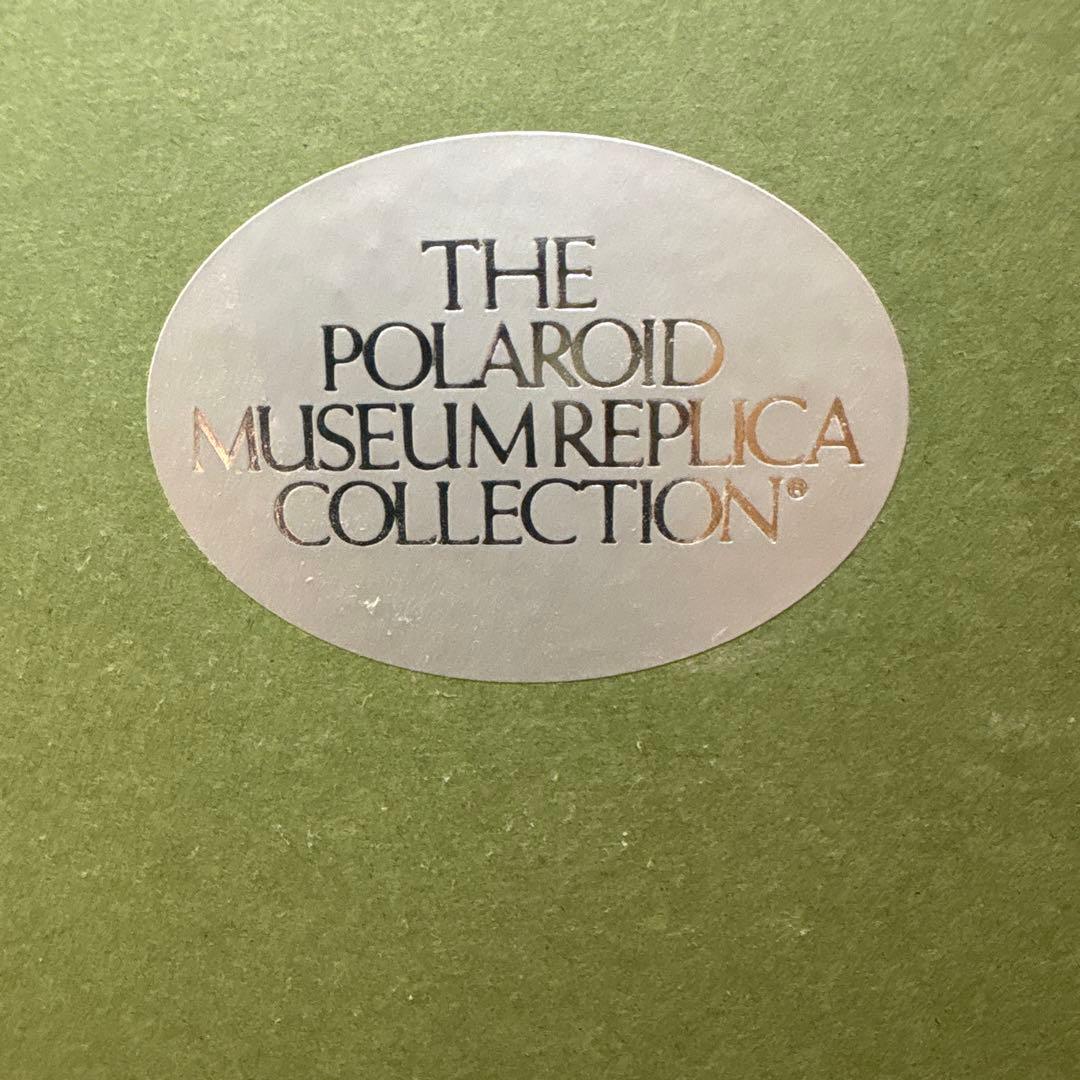 THE
POLAROID
MUSEUM REPLICA
COLLECTION®